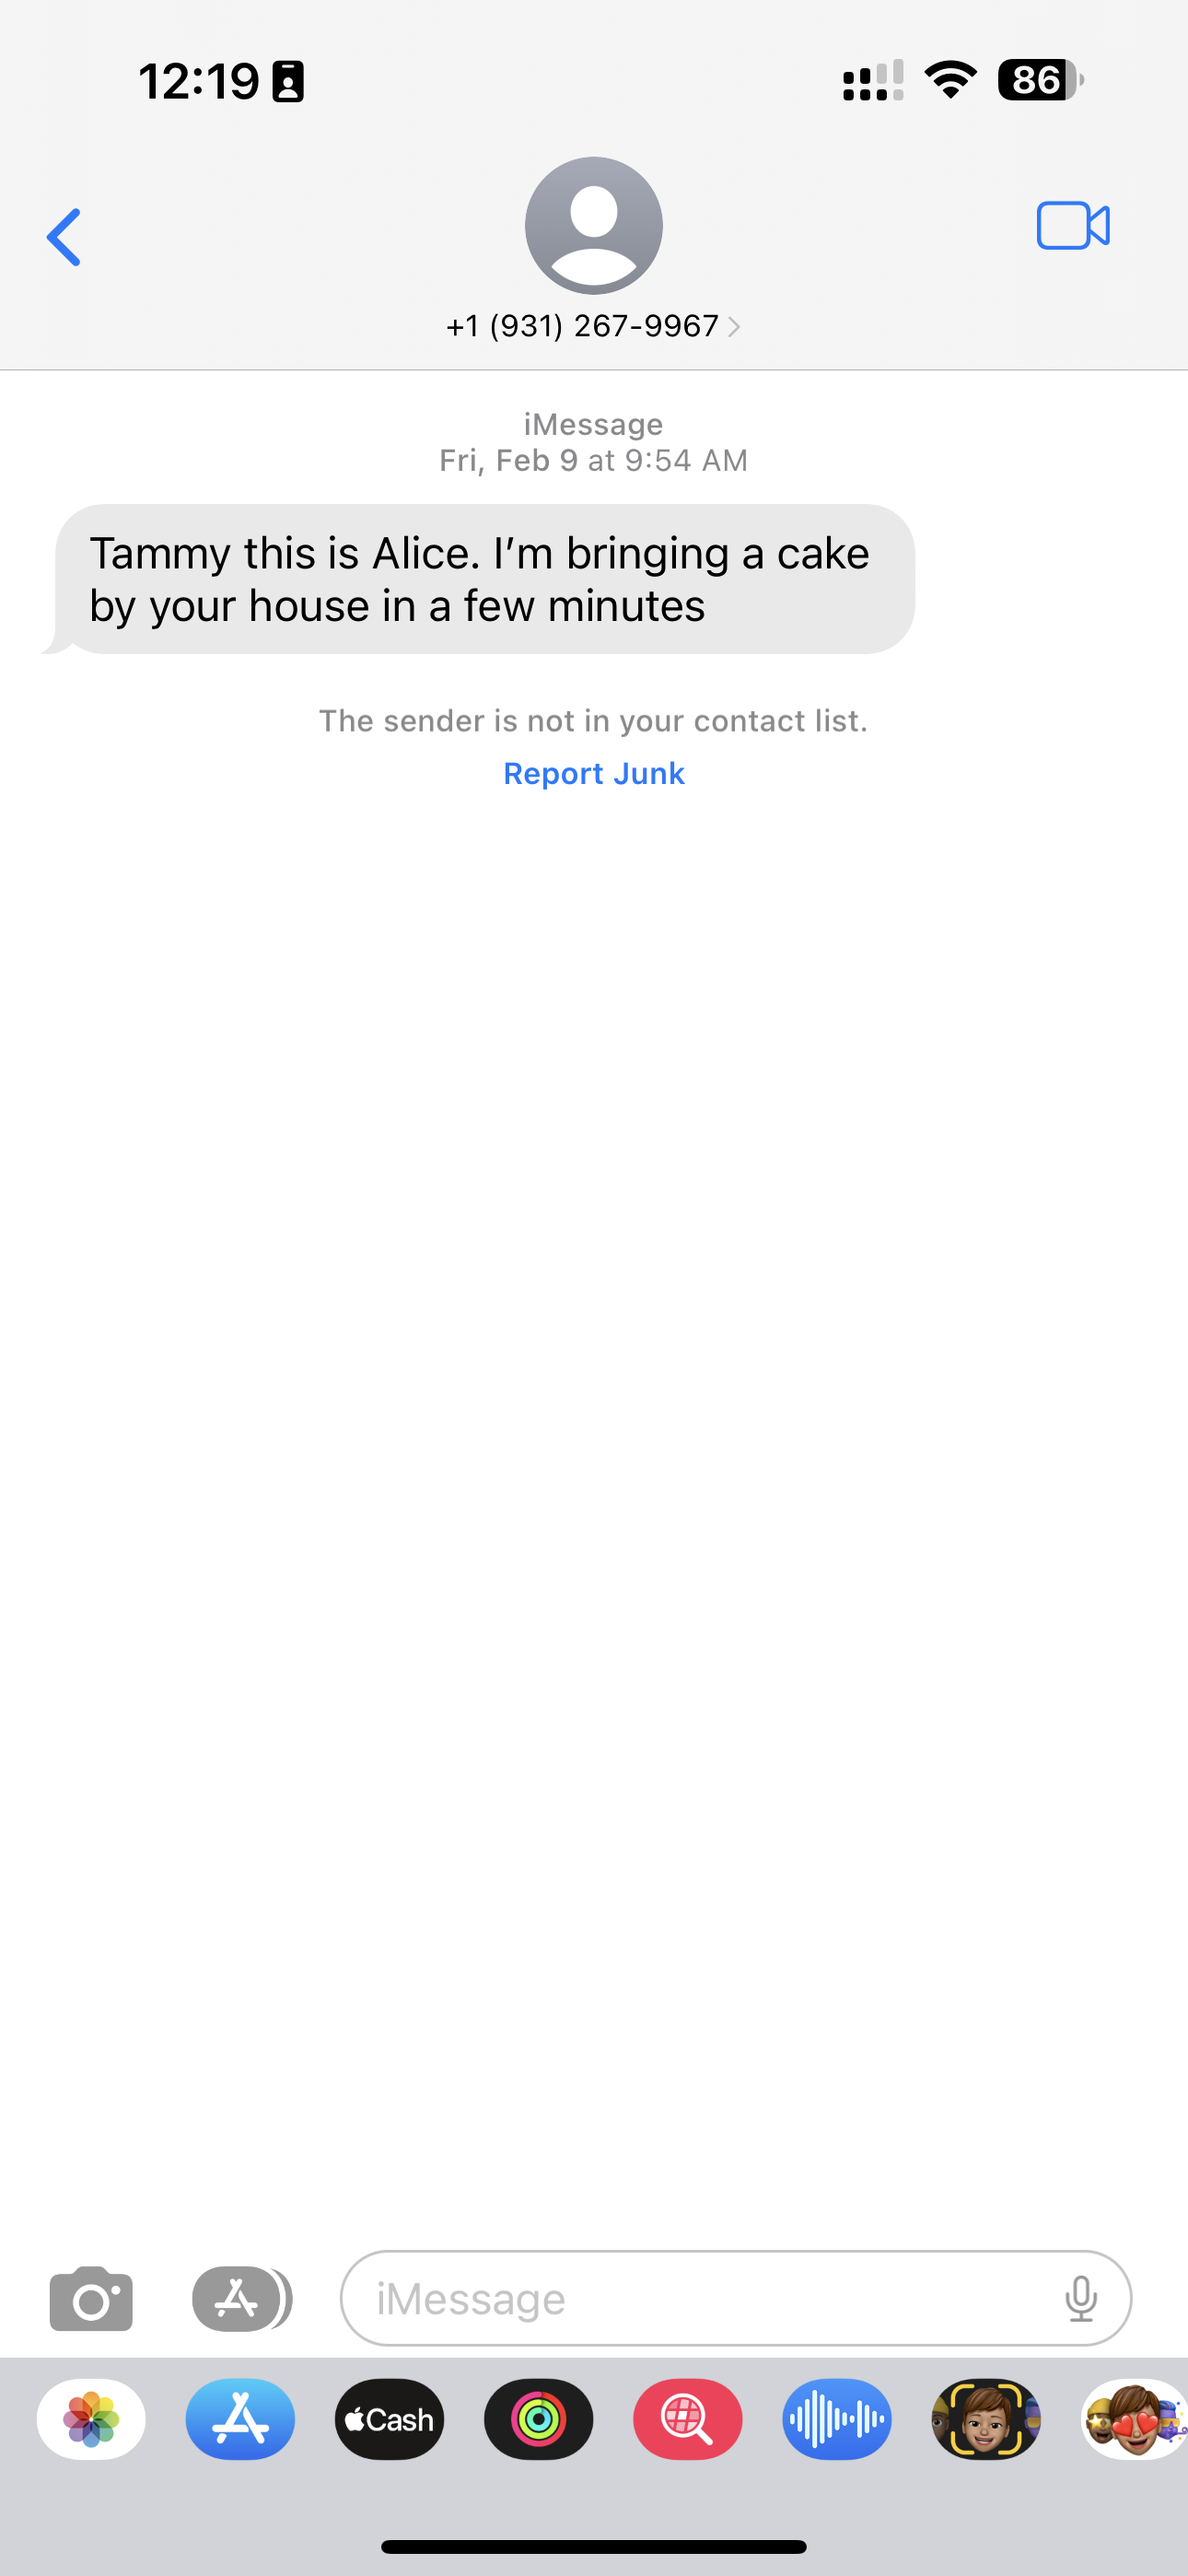 12:19
86
+1 (931) 267-9967
iMessage
Fri, Feb 9 at 9:54 AM
Tammy this is Alice. I’m bringing a cake
by your house in a few minutes
The sender is not in your contact list.
Report Junk
iMessage
Cash